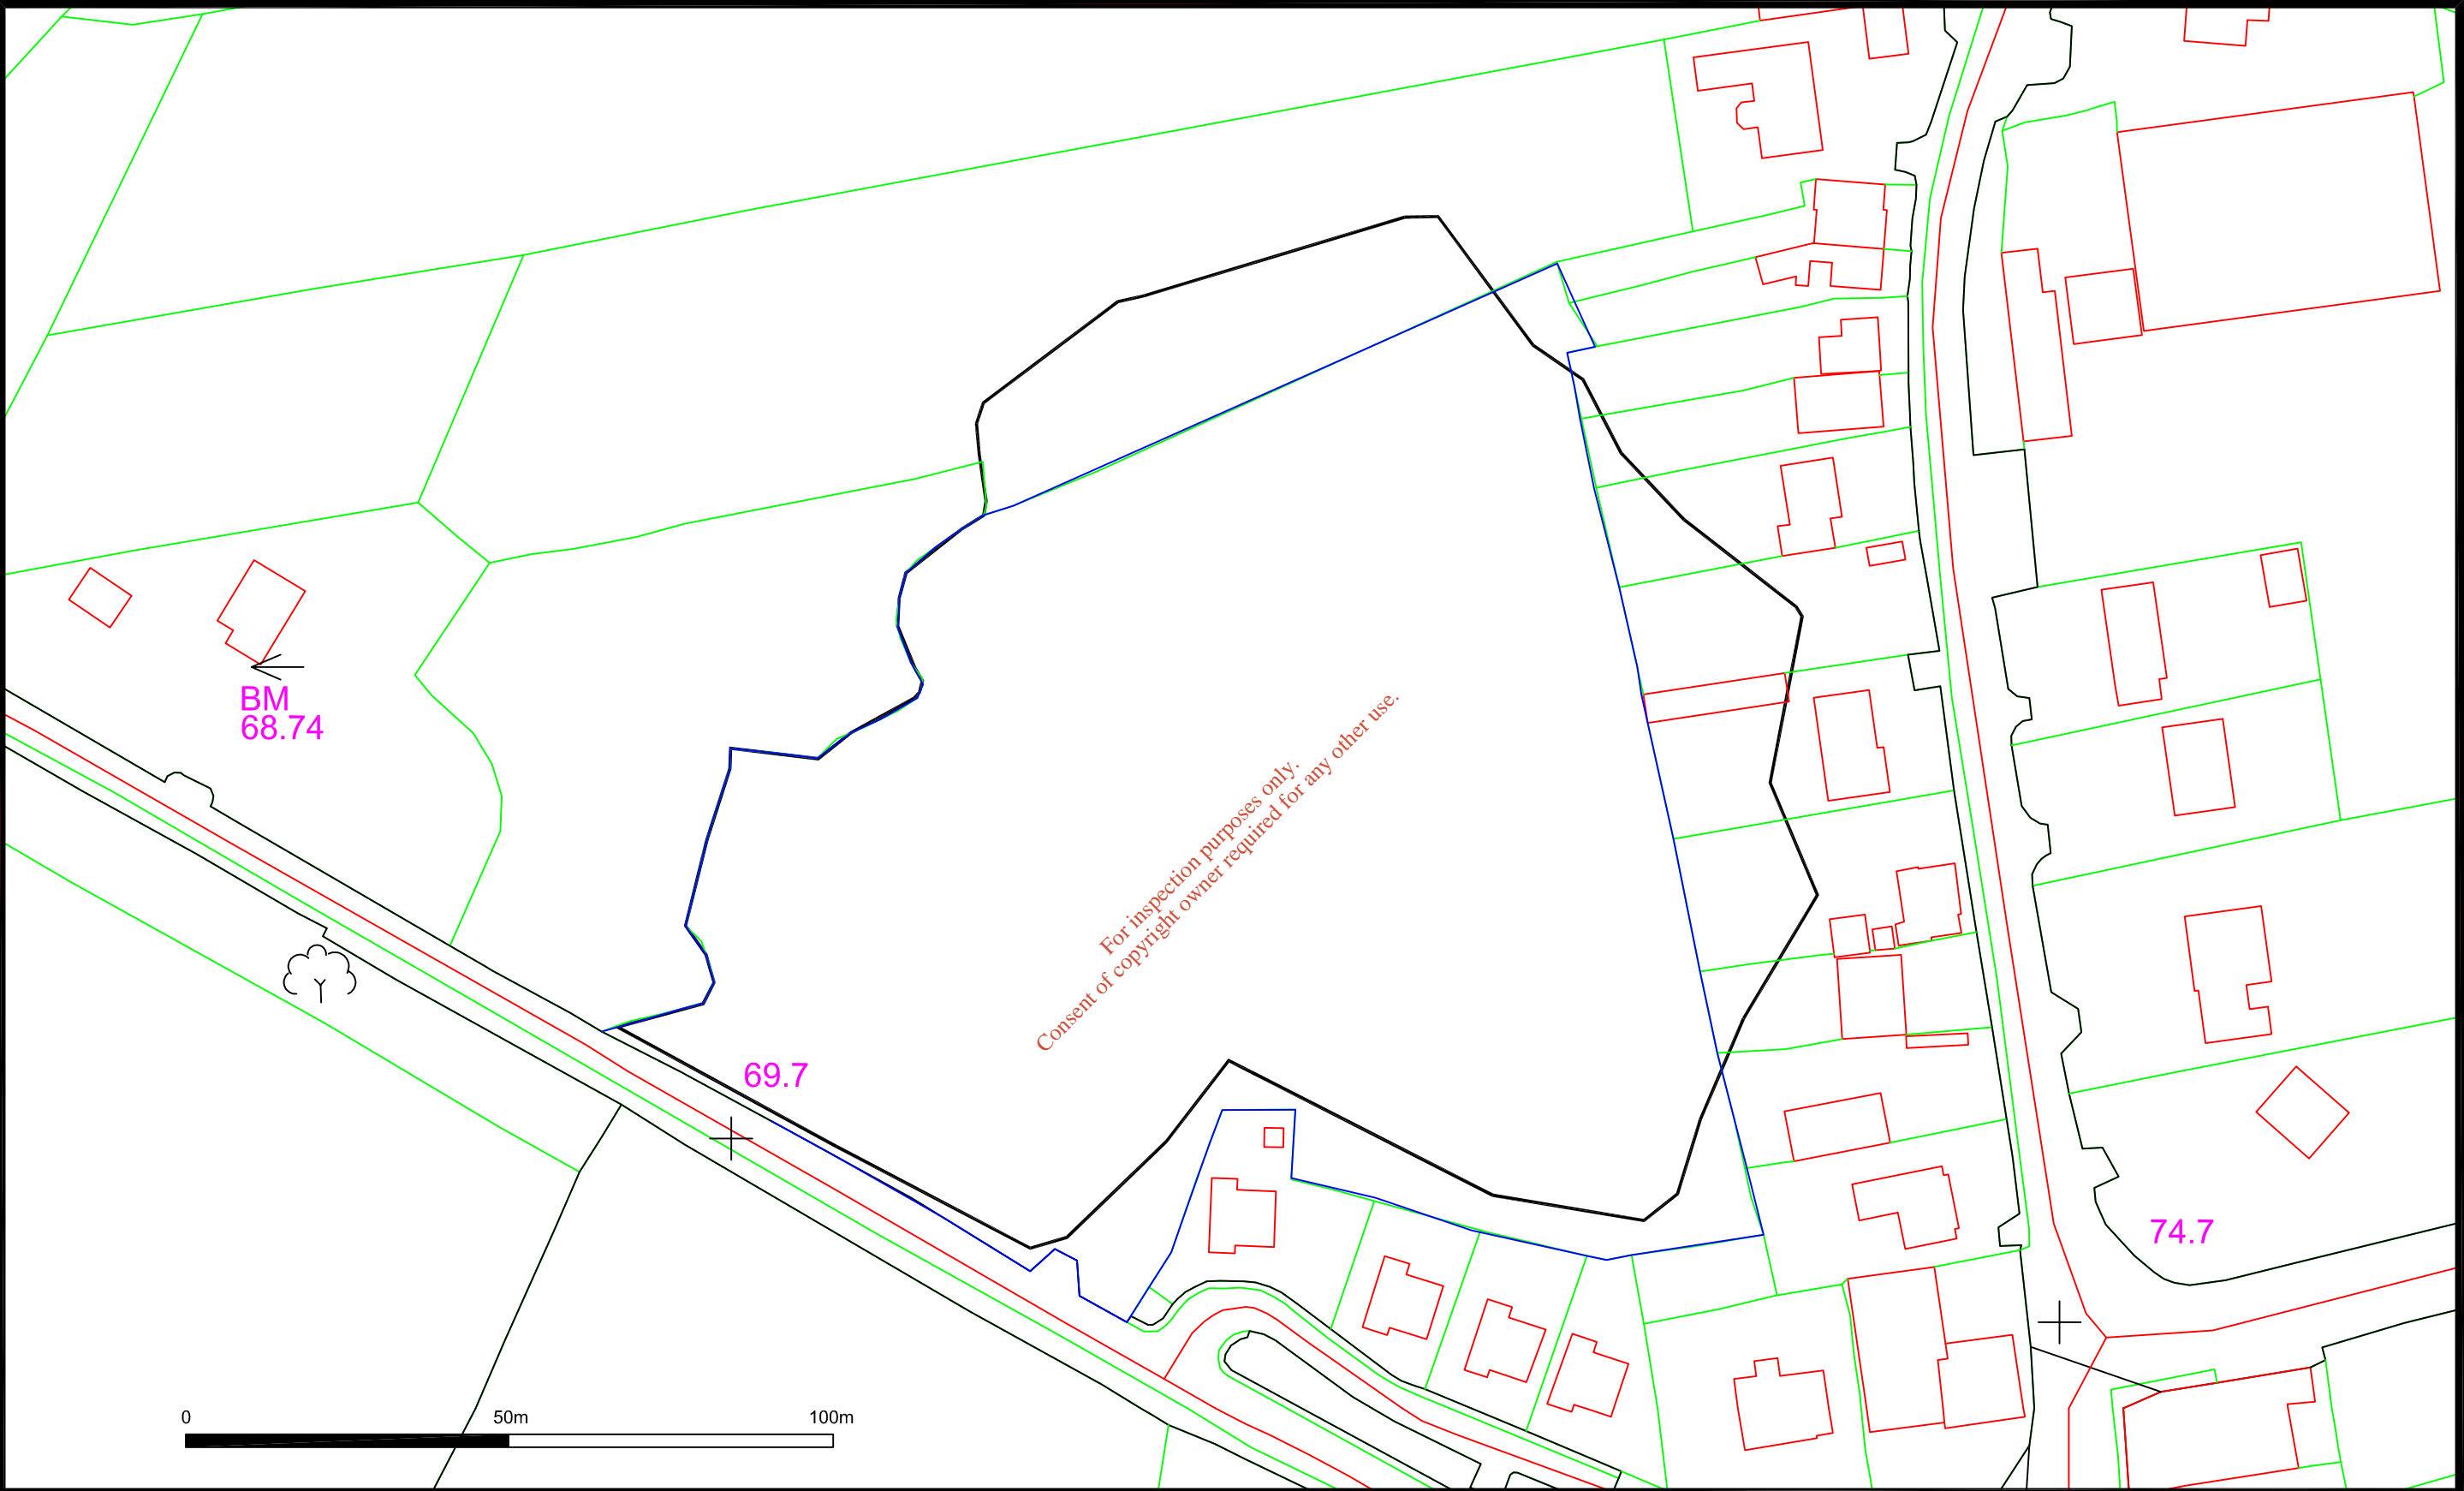 BM
68.74
For inspection purposes only.
Consent of copyright owner required for any other use.
69.7
74.7
0 50m 100m